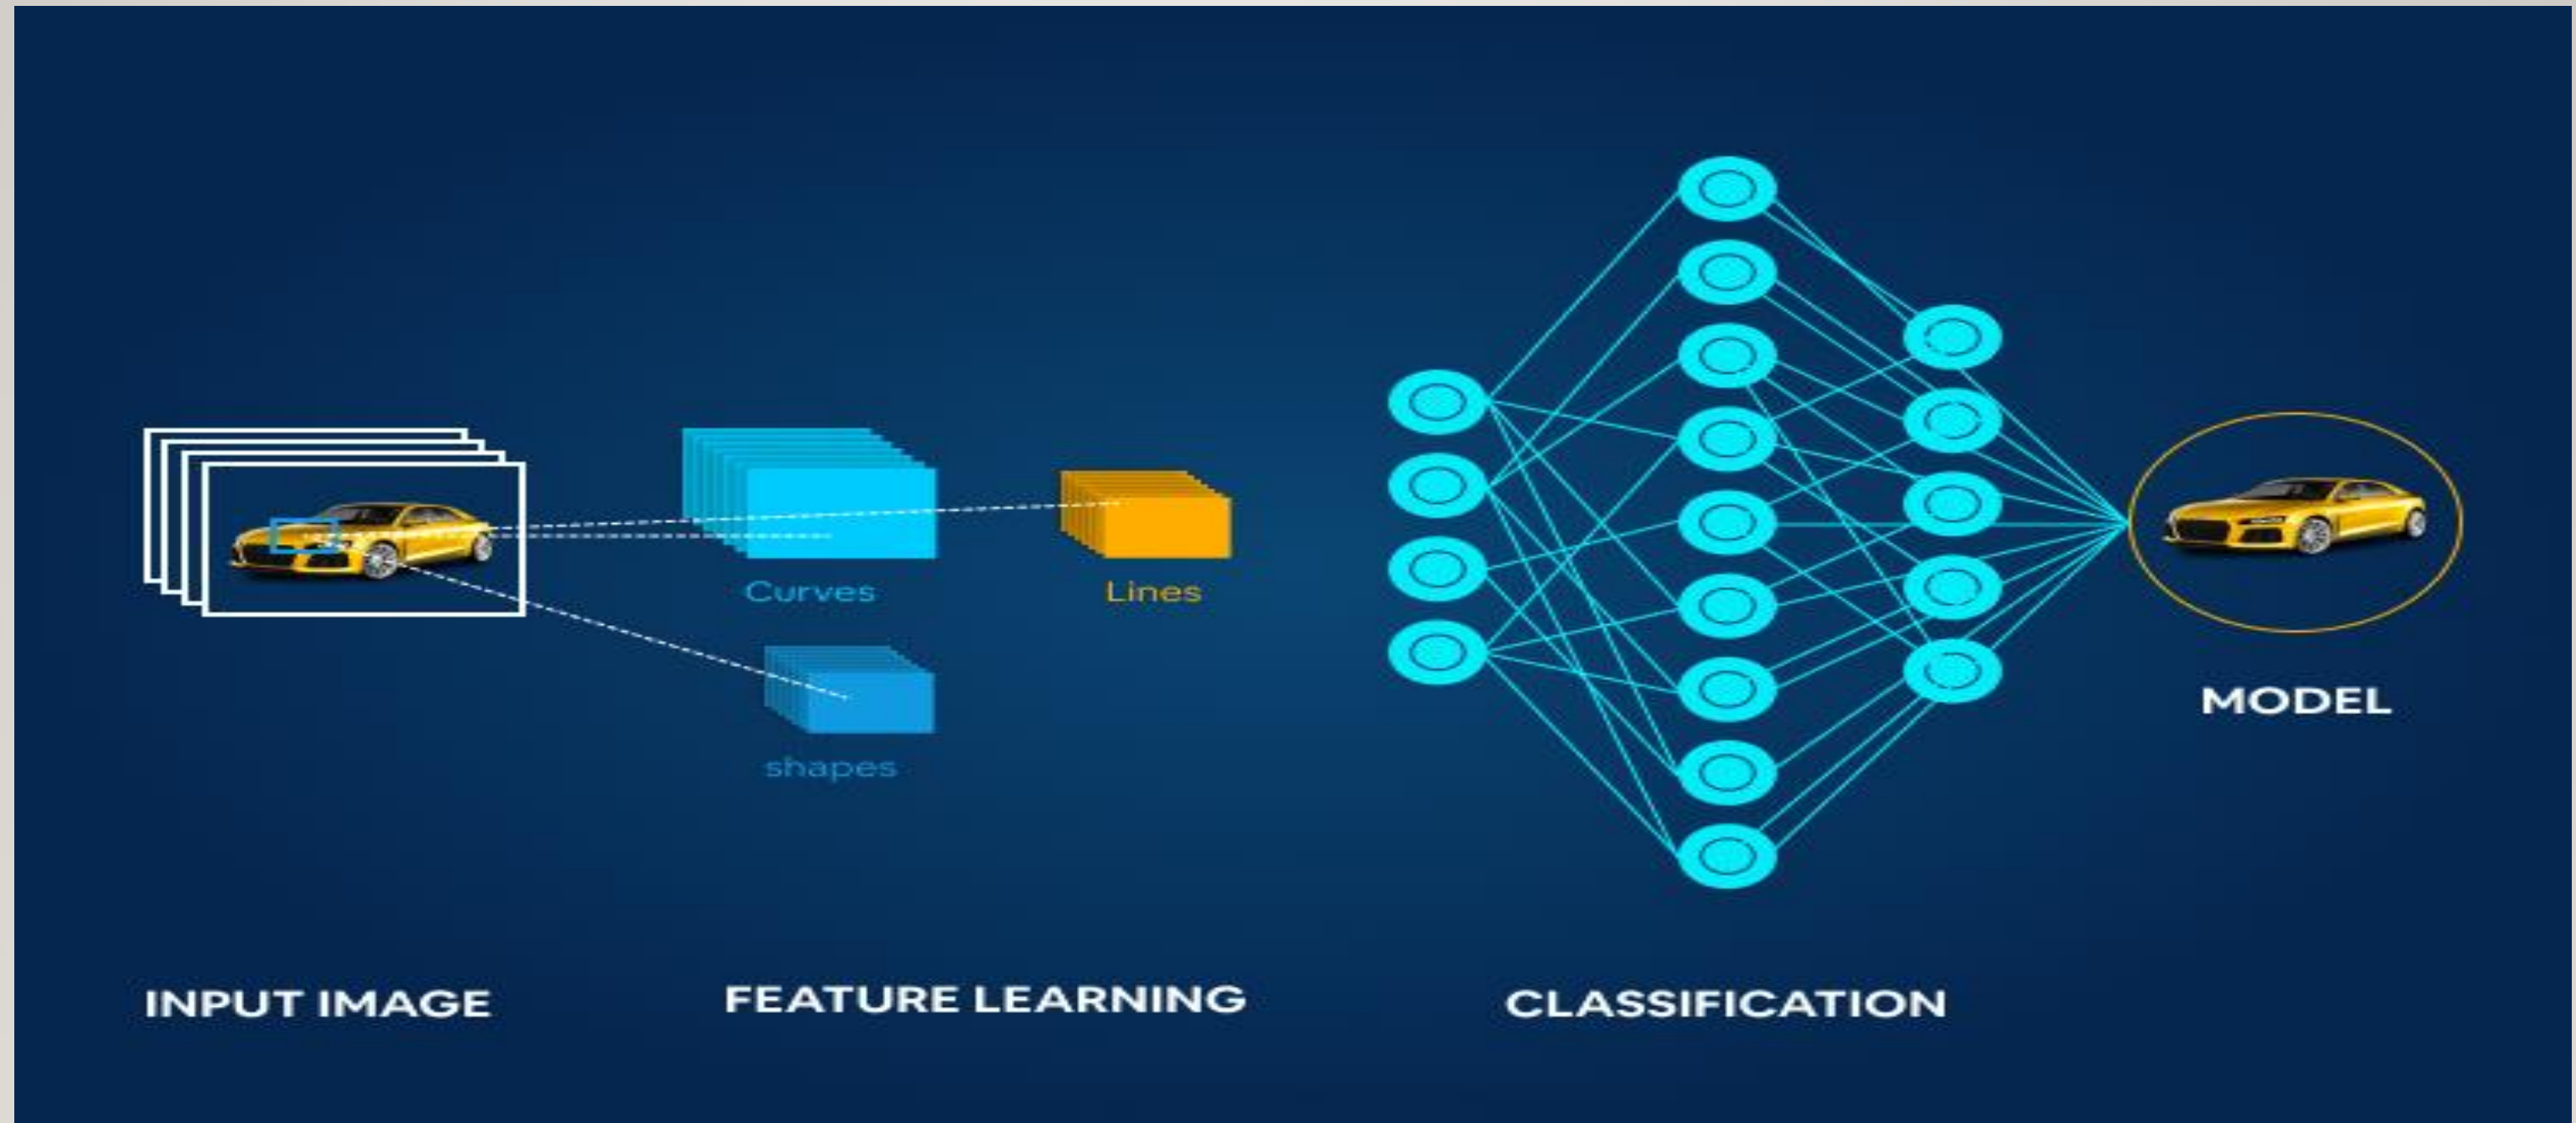 Curves
Lines
shapes
MODEL
INPUT IMAGE
FEATURE LEARNING
CLASSIFICATION